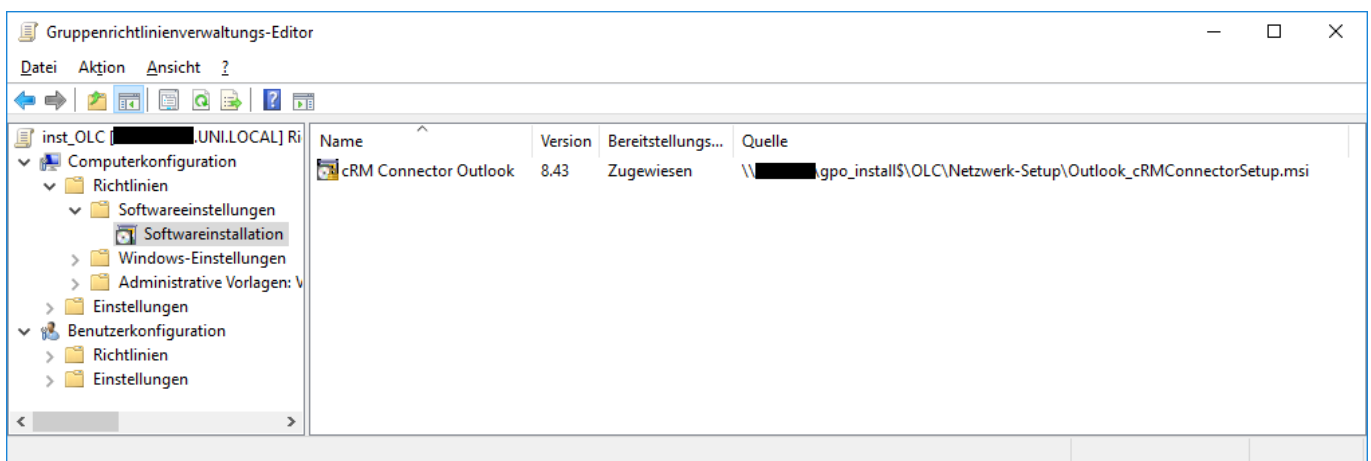 Gruppenrichtlinienverwaltungs-Editor
Datei Aktion Ansicht ?
inst_OLC [ .UNI.LOCAL] Ri
Computerkonfiguration
Richtlinien
Softwareeinstellungen
Softwareinstallation
Windows-Einstellungen
Administrative Vorlagen: V
Einstellungen
Benutzerkonfiguration
Richtlinien
Einstellungen
Name Version Bereitstellungs... Quelle
cRM Connector Outlook 8.43 Zugewiesen \\ \gpo_install$\OLC\Netzwerk-Setup\Outlook_cRMConnectorSetup.msi